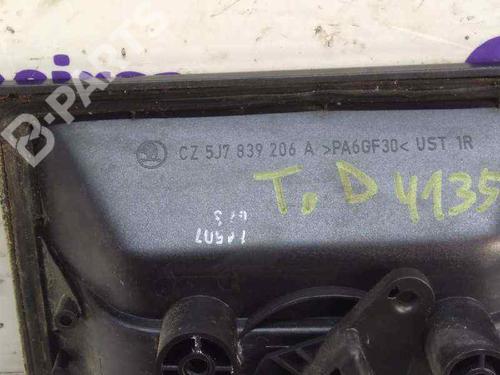 B-PARTS
CZ 5J7 839 206 A >PA6GF30< UST 1R
T. D 4135